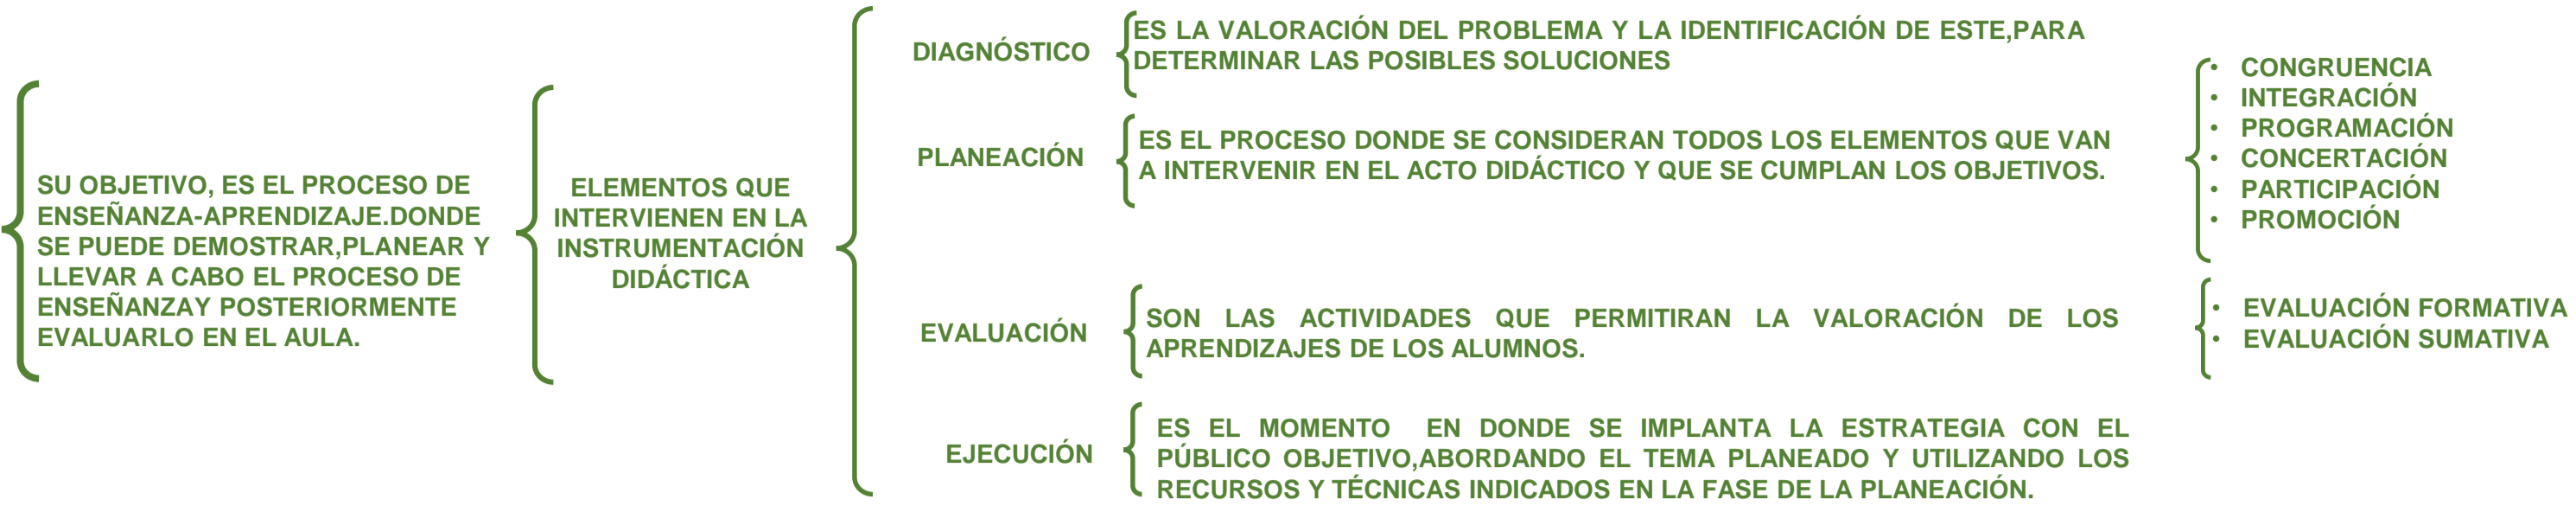 SU OBJETIVO, ES EL PROCESO DE
ENSEÑANZA-APRENDIZAJE.DONDE
SE PUEDE DEMOSTRAR,PLANEAR Y
LLEVAR A CABO EL PROCESO DE
ENSEÑANZAY POSTERIORMENTE
EVALUARLO EN EL AULA.
ELEMENTOS QUE
INTERVIENEN EN LA
INSTRUMENTACIÓN
DIDÁCTICA
DIAGNÓSTICO
ES LA VALORACIÓN DEL PROBLEMA Y LA IDENTIFICACIÓN DE ESTE,PARA
DETERMINAR LAS POSIBLES SOLUCIONES
PLANEACIÓN
ES EL PROCESO DONDE SE CONSIDERAN TODOS LOS ELEMENTOS QUE VAN
A INTERVENIR EN EL ACTO DIDÁCTICO Y QUE SE CUMPLAN LOS OBJETIVOS.
• CONGRUENCIA
• INTEGRACIÓN
• PROGRAMACIÓN
• CONCERTACIÓN
• PARTICIPACIÓN
• PROMOCIÓN
EVALUACIÓN
SON LAS ACTIVIDADES QUE PERMITIRAN LA VALORACIÓN DE LOS
APRENDIZAJES DE LOS ALUMNOS.
• EVALUACIÓN FORMATIVA
• EVALUACIÓN SUMATIVA
EJECUCIÓN
ES EL MOMENTO EN DONDE SE IMPLANTA LA ESTRATEGIA CON EL
PÚBLICO OBJETIVO,ABORDANDO EL TEMA PLANEADO Y UTILIZANDO LOS
RECURSOS Y TÉCNICAS INDICADOS EN LA FASE DE LA PLANEACIÓN.